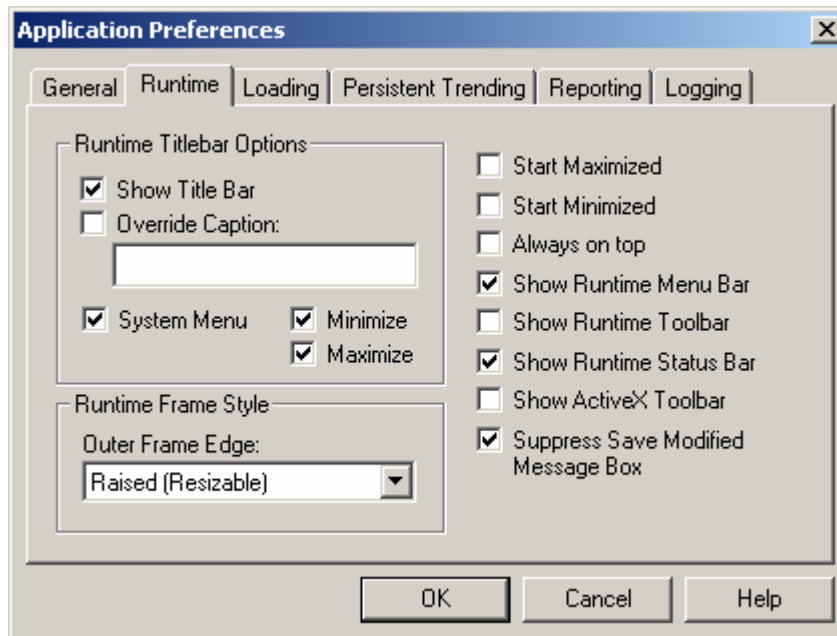 Application Preferences
General Runtime Loading Persistent Trending Reporting Logging
Runtime Titlebar Options
Show Title Bar
Override Caption:
System Menu
Minimize
Maximize
Runtime Frame Style
Outer Frame Edge:
Raised (Resizable)
Start Maximized
Start Minimized
Always on top
Show Runtime Menu Bar
Show Runtime Toolbar
Show Runtime Status Bar
Show ActiveX Toolbar
Suppress Save Modified
Message Box
OK Cancel Help